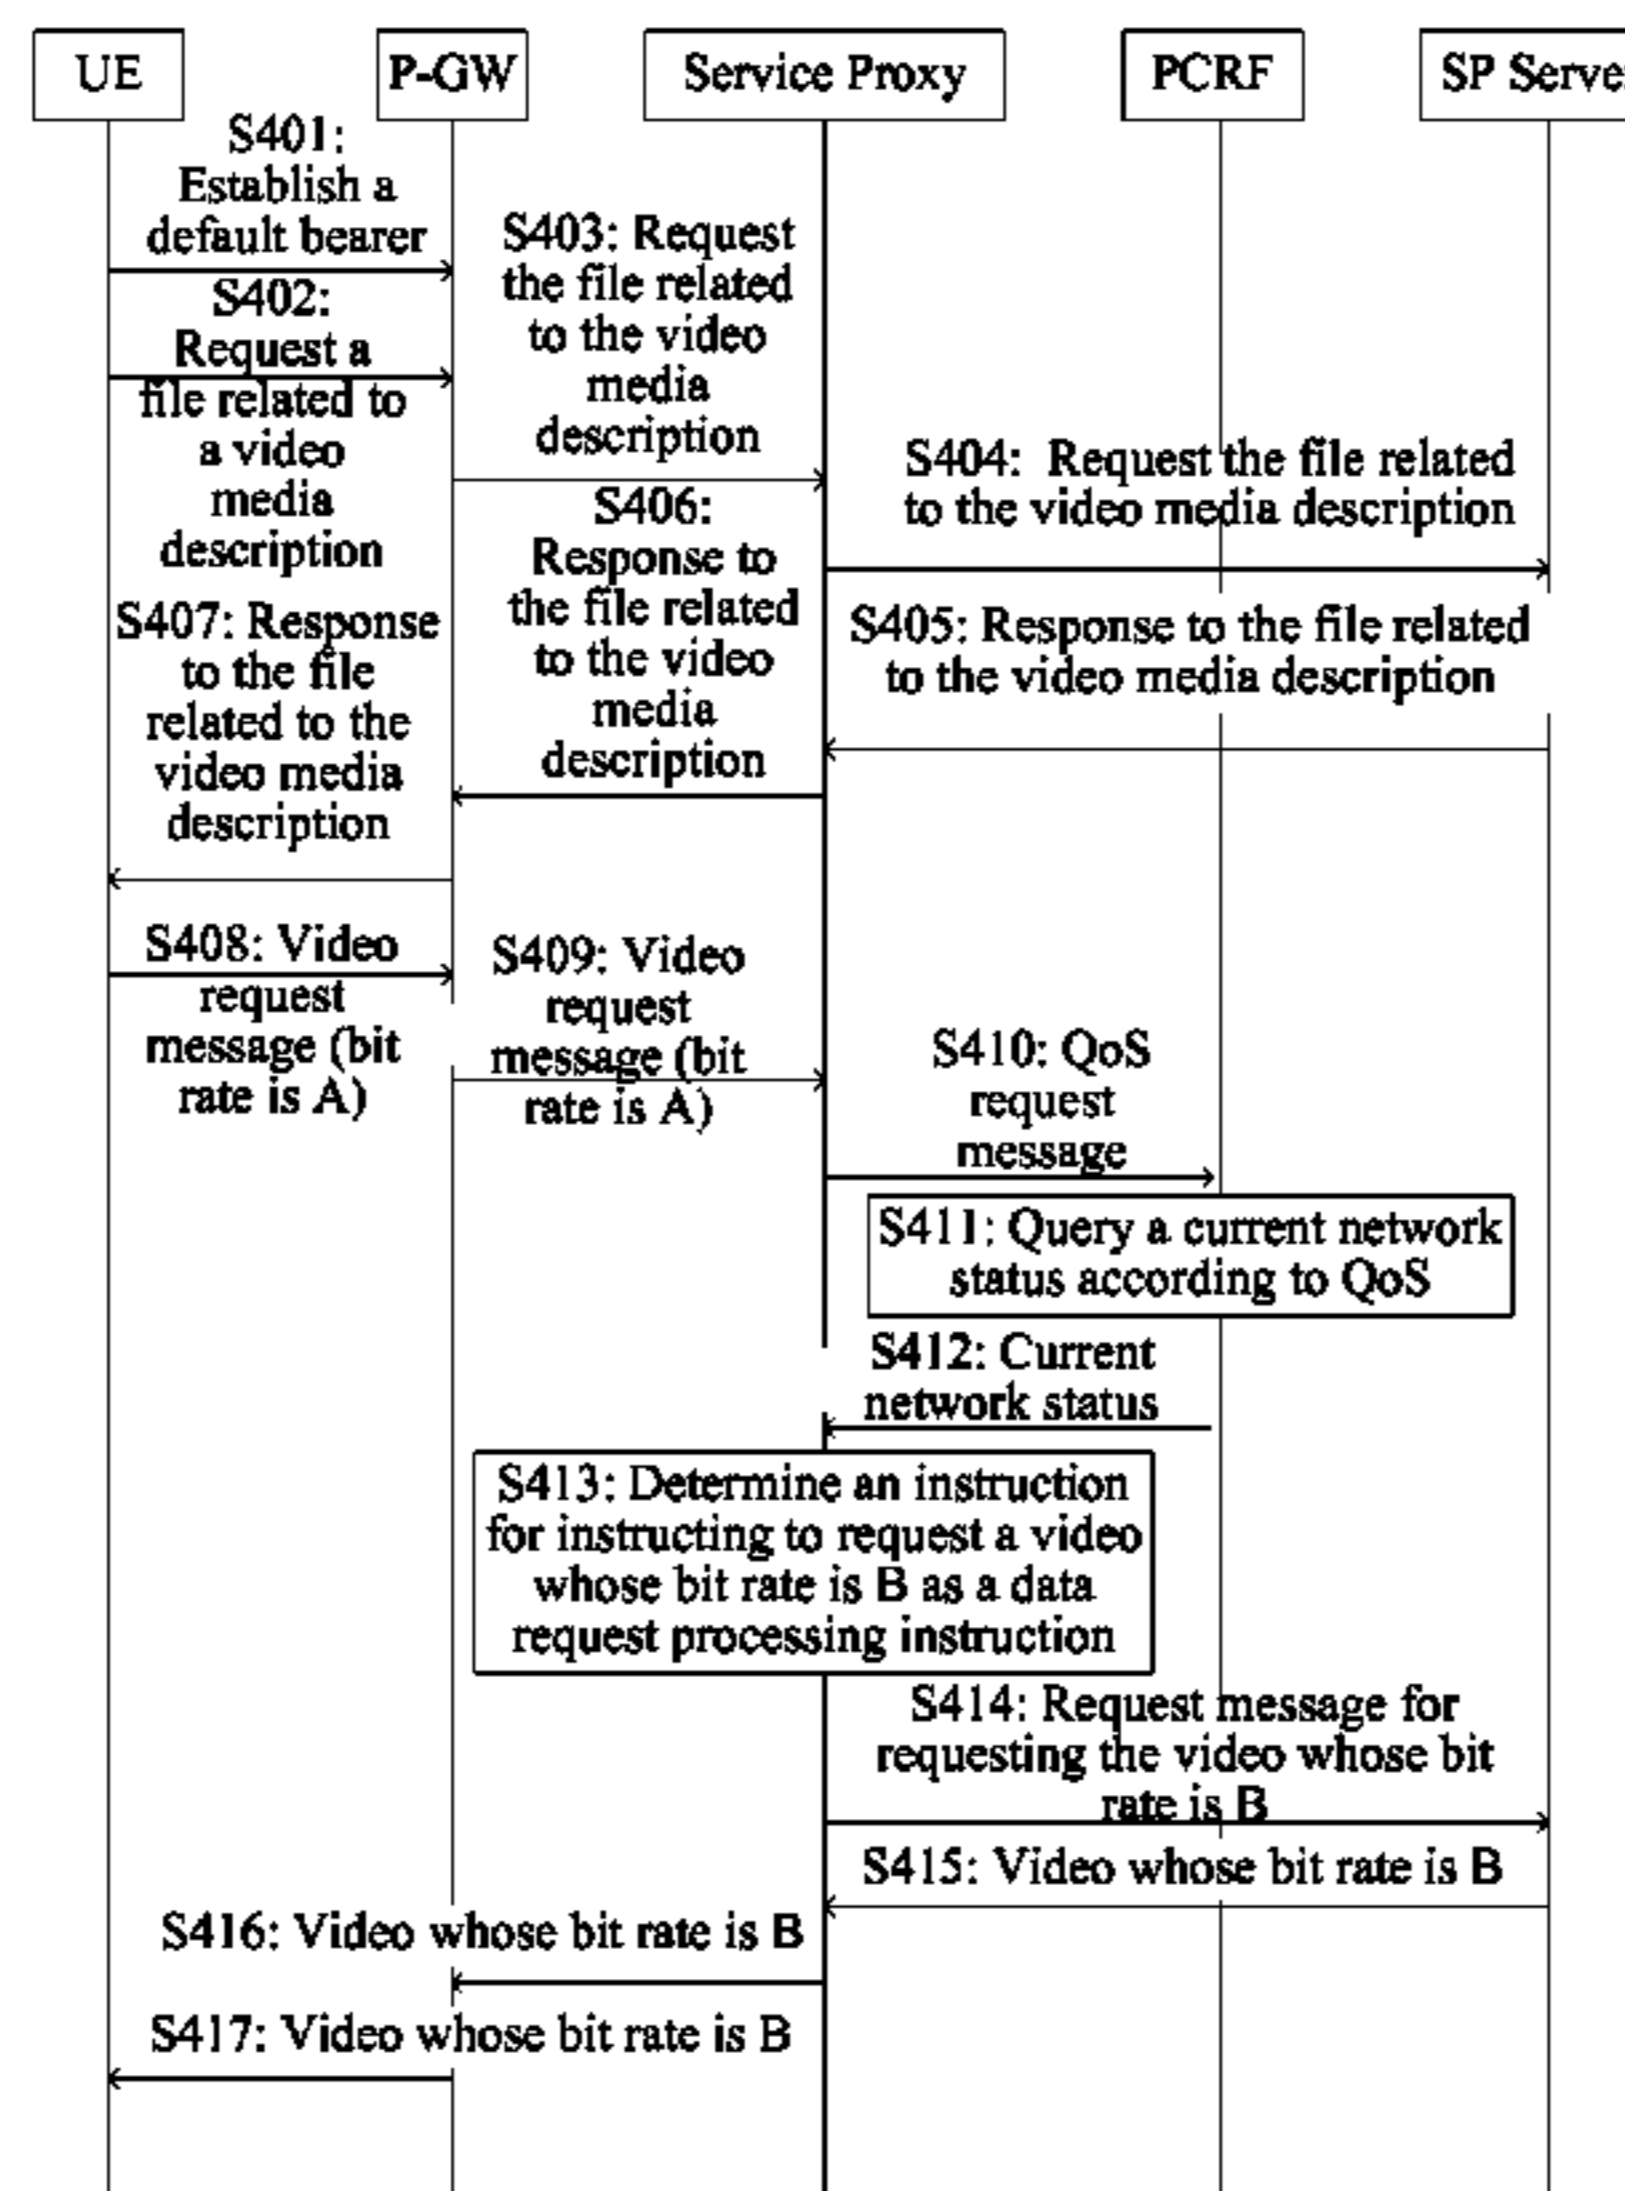 UE
P-GW
Service Proxy
PCRF
SP Serve
S401:
Establish a
default bearer
S402:
Request a
file related to
a video
media
description
S403: Request
the file related
to the video
media
description
S404: Request the file related
to the video media description
S405: Response to the file related
to the video media description
S406:
Response to
the file related
to the video
media
description
S407: Response
to the file
related to the
video media
description
S408: Video
request
message (bit
rate is A)
S409: Video
request
message (bit
rate is A)
S410: QoS
request
message
S411: Query a current network
status according to QoS
S412: Current
network status
S413: Determine an instruction
for instructing to request a video
whose bit rate is B as a data
request processing instruction
S414: Request message for
requesting the video whose bit
rate is B
S415: Video whose bit rate is B
S416: Video whose bit rate is B
S417: Video whose bit rate is B